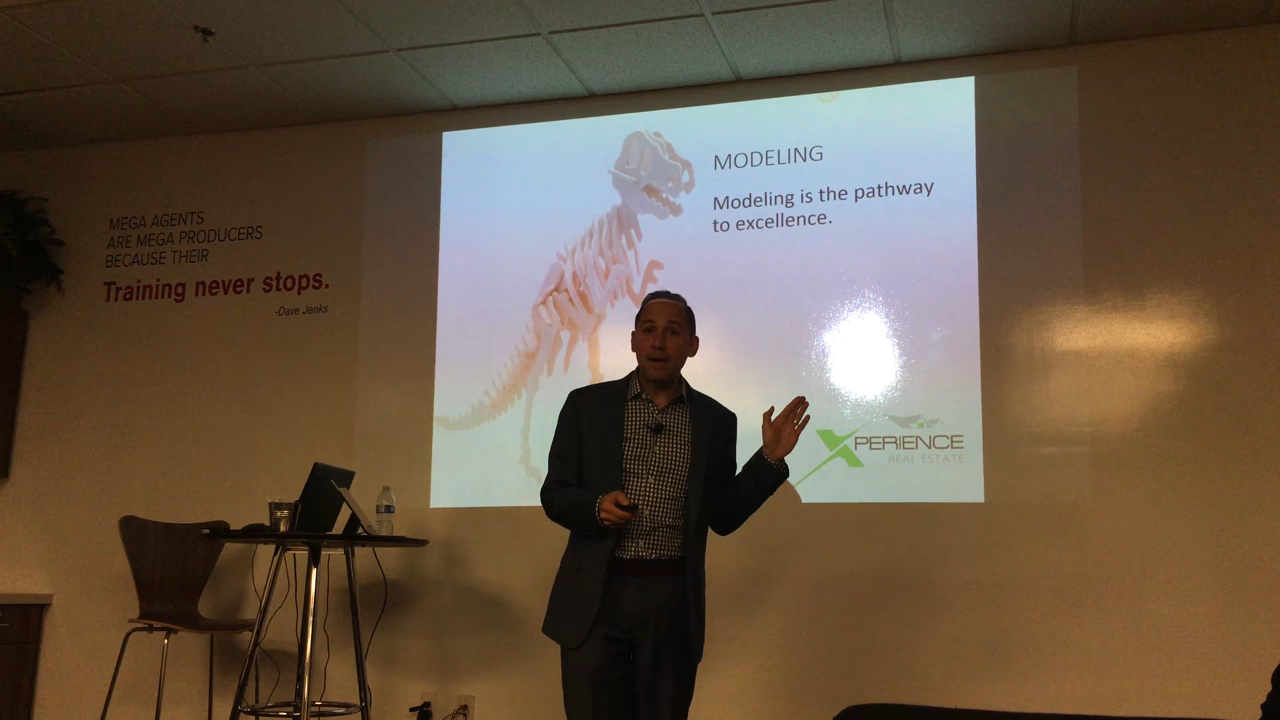 MEGA AGENTS
ARE MEGA PRODUCERS
BECAUSE THEIR
Training never stops.
-Dave Jenks
MODELING
Modeling is the pathway
to excellence.
XPERIENCE
REAL ESTATE